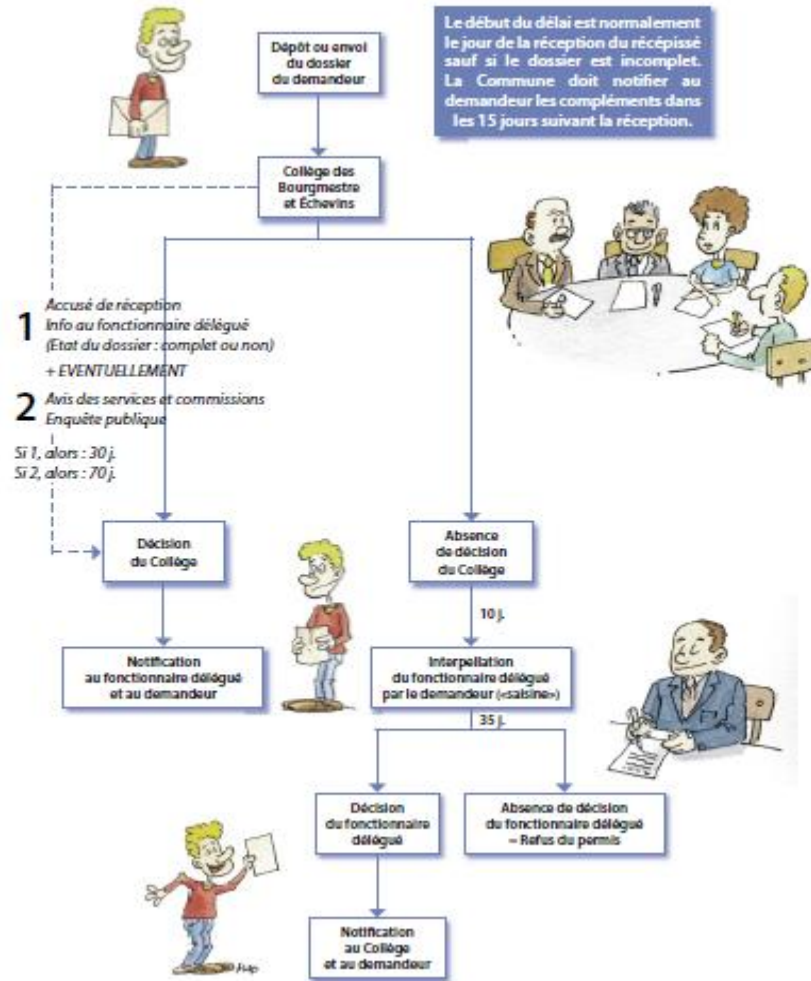 Dépôt ou envoi
du dossier
du demandeur
Le début du délai est normalement
le jour de la réception du récépissé
sauf si le dossier est incomplet.
La Commune doit notifier au
demandeur les compléments dans
les 15 jours suivant la réception.
Collège des
Bourgmestre
et Échevins
1
Accusé de réception
Info au fonctionnaire délégué
(Etat du dossier : complet ou non)
+ EVENTUELLEMENT
2
Avis des services et commissions
Enquête publique
Si 1, alors : 30 j.
Si 2, alors : 70 j.
Décision
du Collège
Absence
de décision
du Collège
10 j.
Notification
au fonctionnaire délégué
et au demandeur
Interpellation
du fonctionnaire délégué
par le demandeur («saisine»)
35 j.
Décision
du fonctionnaire
délégué
Absence de décision
du fonctionnaire délégué
= Refus du permis
Notification
au Collège
et au demandeur